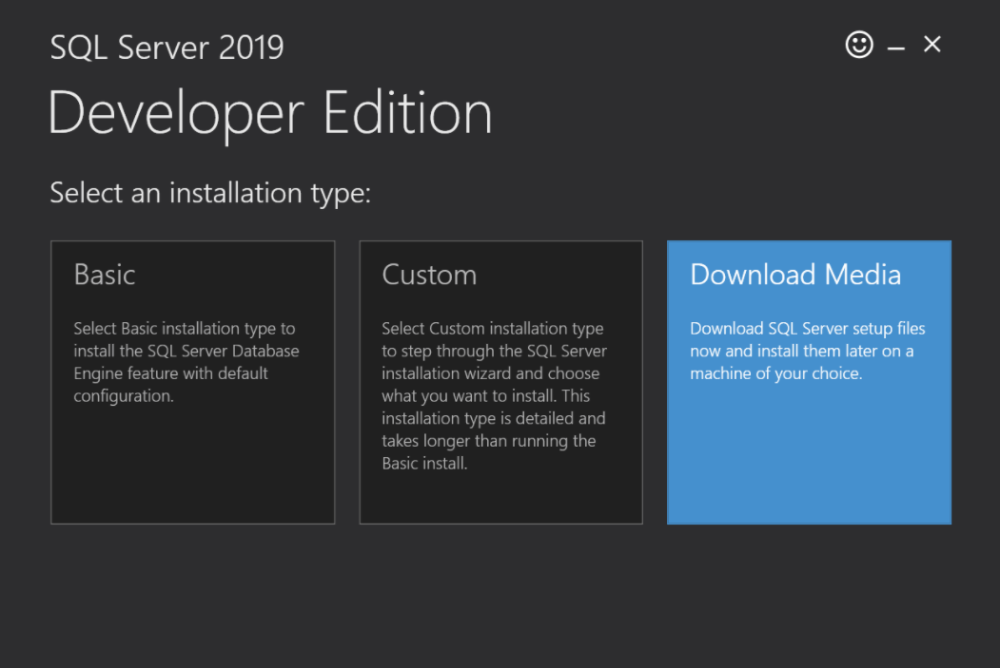 SQL Server 2019
Developer Edition
Select an installation type:
Basic
Select Basic installation type to
install the SQL Server Database
Engine feature with default
configuration.
Custom
Select Custom installation type
to step through the SQL Server
installation wizard and choose
what you want to install. This
installation type is detailed and
takes longer than running the
Basic install.
Download Media
Download SQL Server setup files
now and install them later on a
machine of your choice.